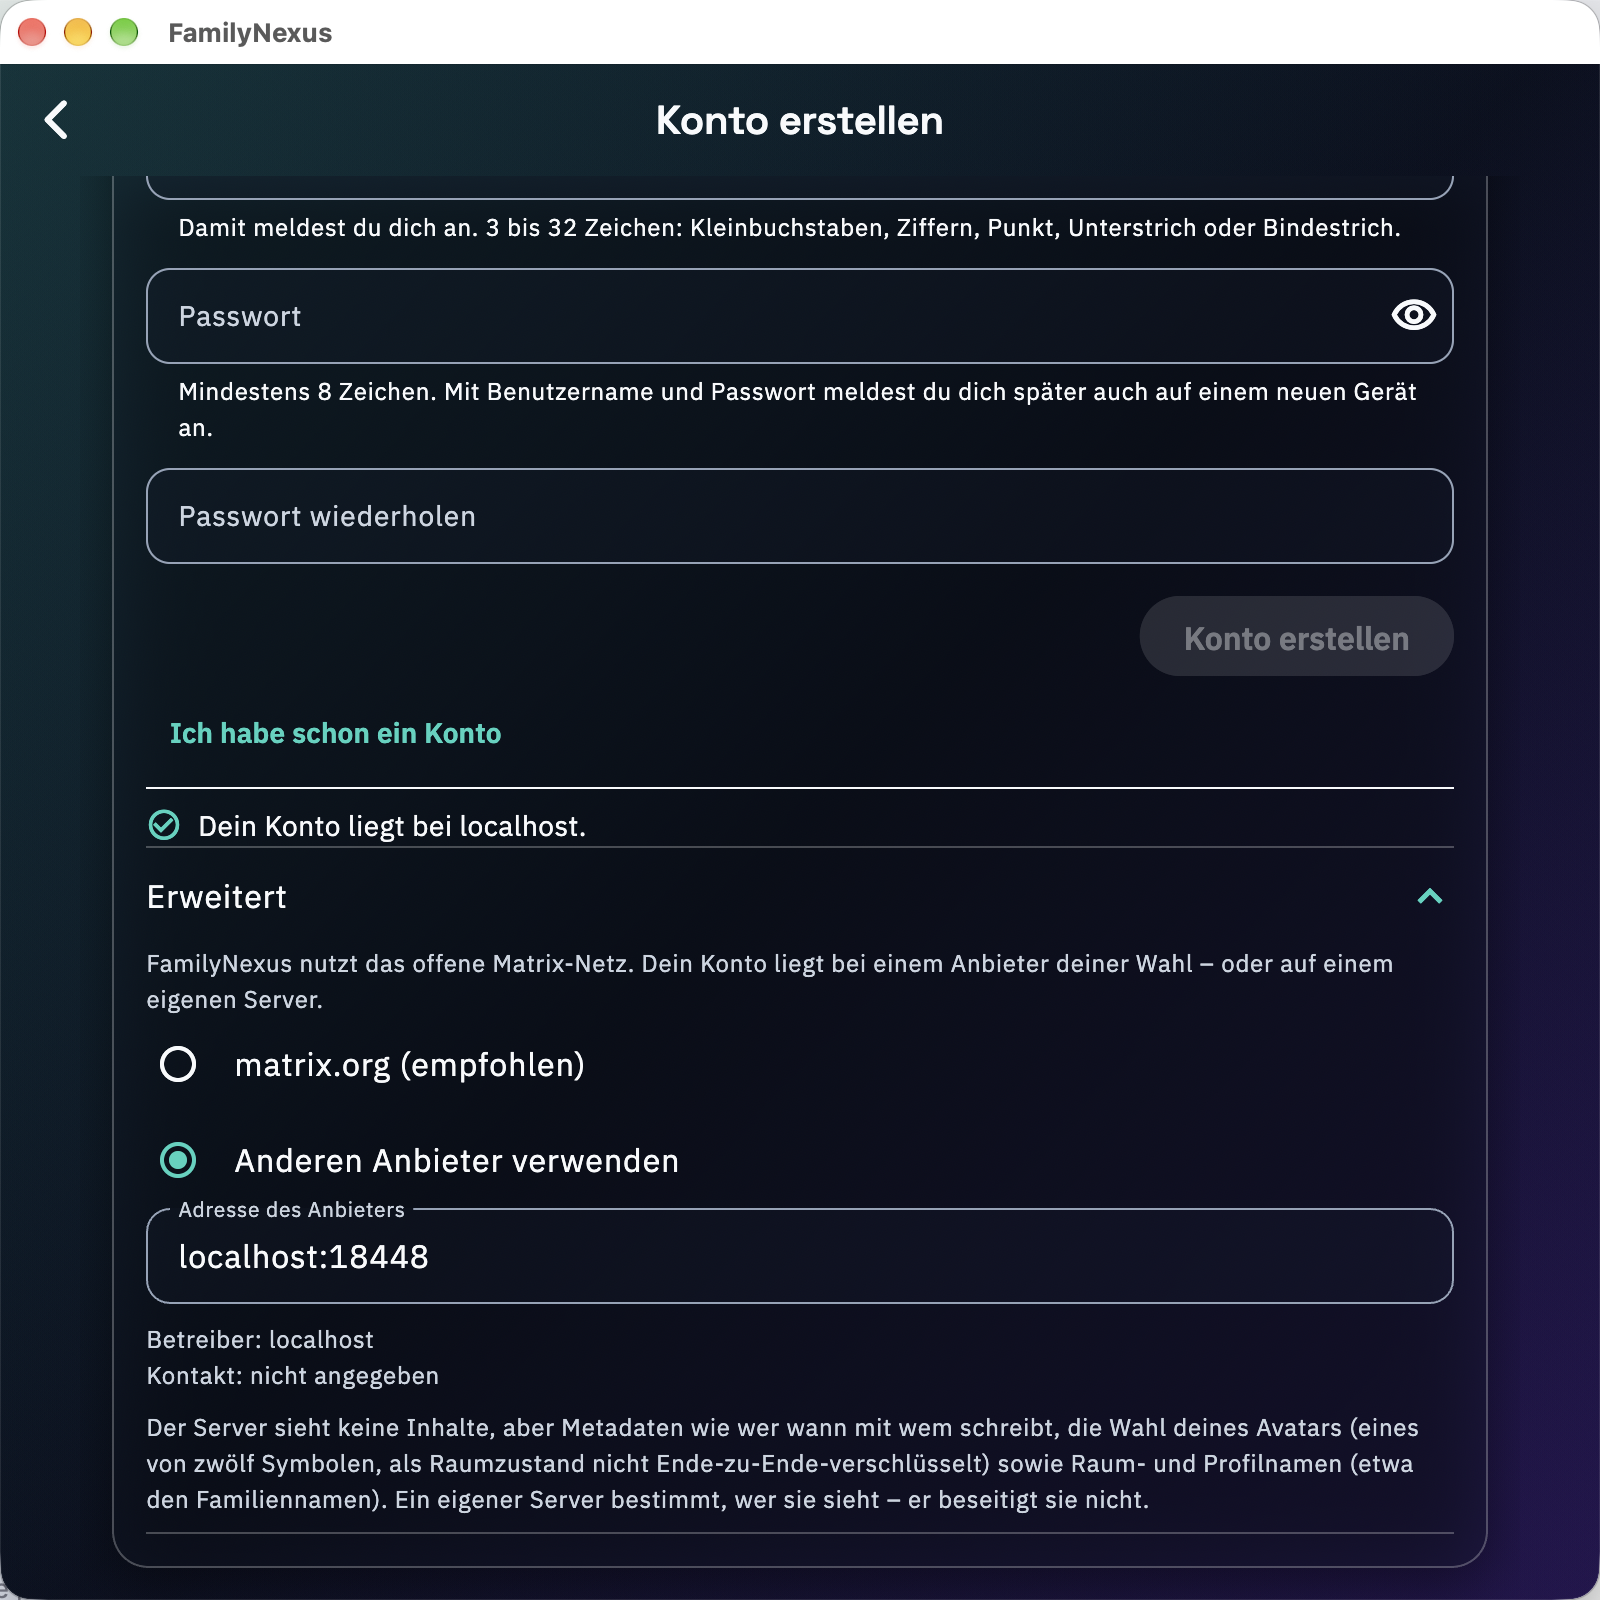 FamilyNexus
Konto erstellen
Damit meldest du dich an. 3 bis 32 Zeichen: Kleinbuchstaben, Ziffern, Punkt, Unterstrich oder Bindestrich.
Passwort
Mindestens 8 Zeichen. Mit Benutzername und Passwort meldest du dich später auch auf einem neuen Gerät
an.
Passwort wiederholen
Konto erstellen
Ich habe schon ein Konto
Dein Konto liegt bei localhost.
Erweitert
FamilyNexus nutzt das offene Matrix-Netz. Dein Konto liegt bei einem Anbieter deiner Wahl – oder auf einem
eigenen Server.
matrix.org (empfohlen)
Anderen Anbieter verwenden
Adresse des Anbieters
localhost:18448
Betreiber: localhost
Kontakt: nicht angegeben
Der Server sieht keine Inhalte, aber Metadaten wie wer wann mit wem schreibt, die Wahl deines Avatars (eines
von zwölf Symbolen, als Raumzustand nicht Ende-zu-Ende-verschlüsselt) sowie Raum- und Profilnamen (etwa
den Familiennamen). Ein eigener Server bestimmt, wer sie sieht – er beseitigt sie nicht.